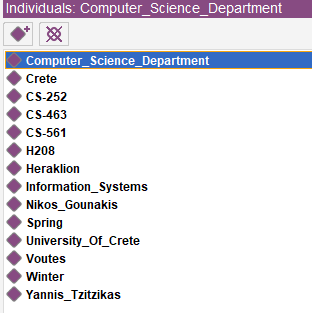 Individuals: Computer_Science_Department
Computer_Science_Department
Crete
CS-252
CS-463
CS-561
H208
Heraklion
Information_Systems
Nikos_Gounakis
Spring
University_Of_Crete
Voutes
Winter
Yannis_Tzitzikas